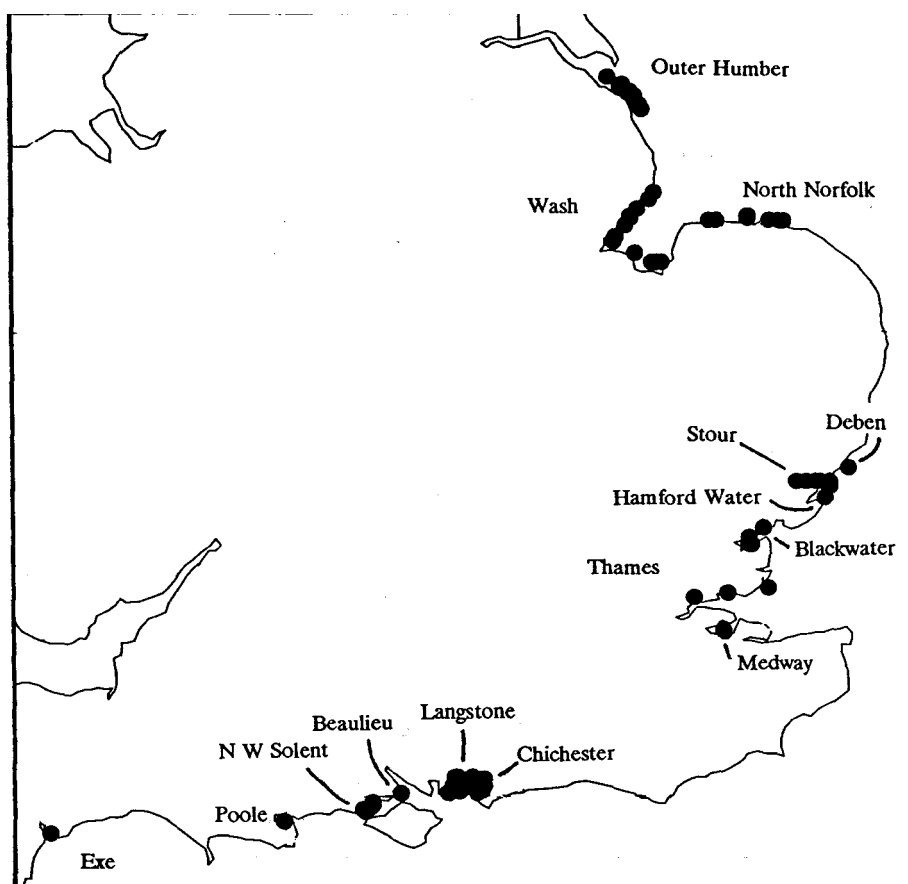 Outer Humber
North Norfolk
Wash
Deben
Stour
Hamford Water
Blackwater
Thames
Medway
Langstone
Beaulieu
N W Solent
Chichester
Poole
Exe